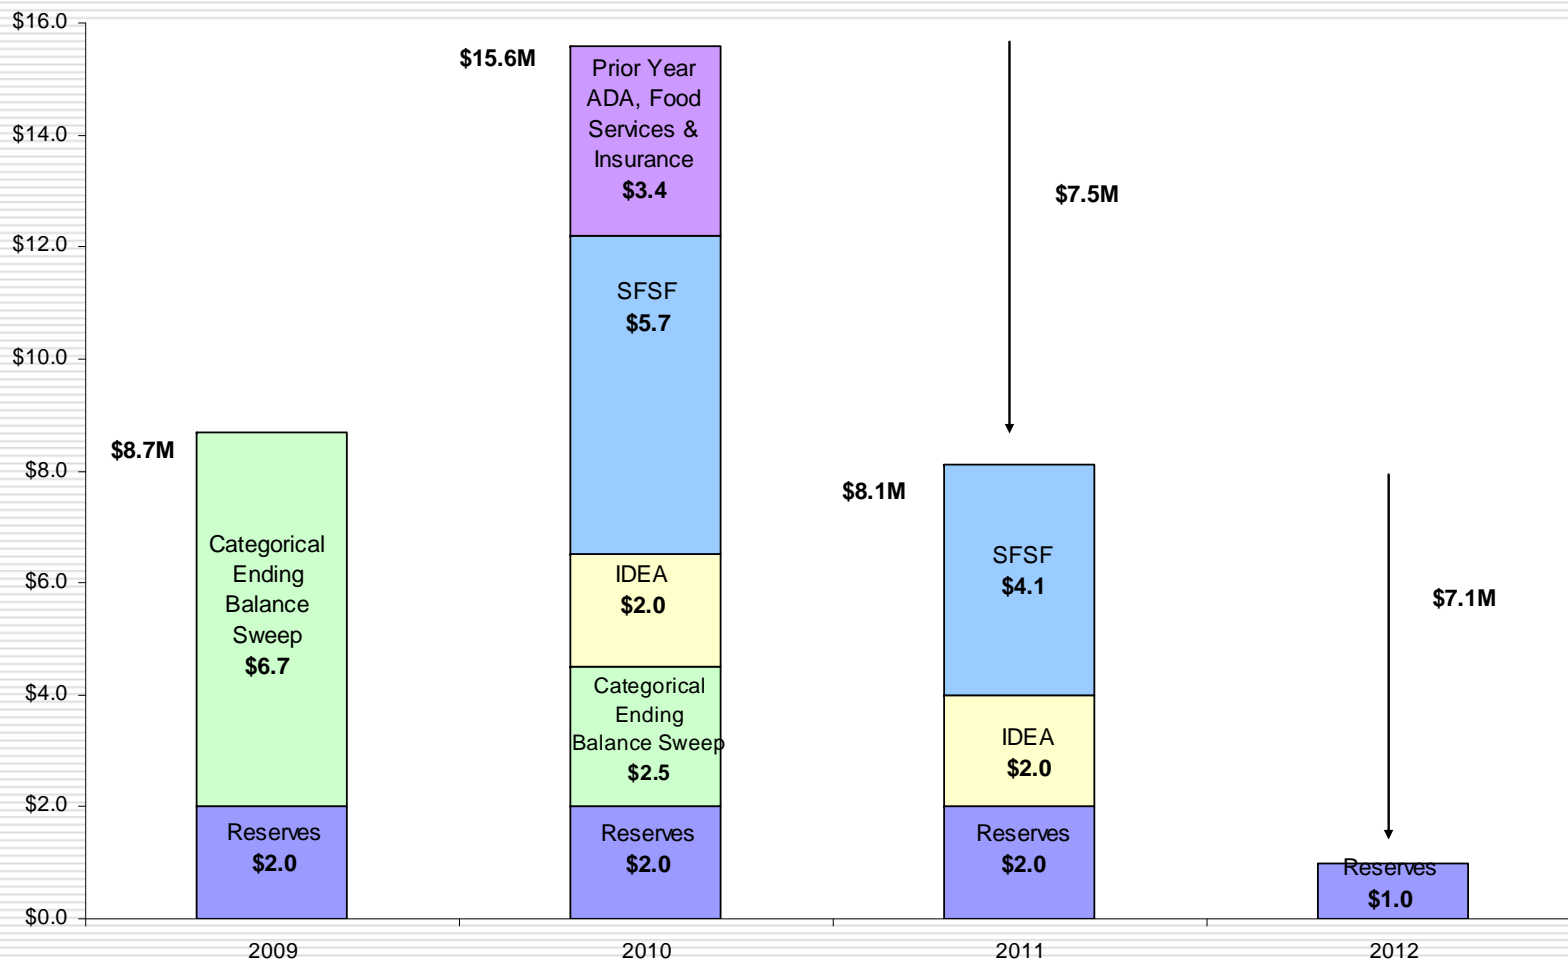 $16.0
$14.0
$12.0
$10.0
$8.0
$6.0
$4.0
$2.0
$0.0
$8.7M
Categorical
Ending
Balance
Sweep
$6.7
Reserves
$2.0
2009
$15.6M
Prior Year
ADA, Food
Services &
Insurance
$3.4
SFSF
$5.7
IDEA
$2.0
Categorical
Ending
Balance Sweep
$2.5
Reserves
$2.0
2010
$7.5M
$8.1M
SFSF
$4.1
IDEA
$2.0
Reserves
$2.0
2011
$7.1M
Reserves
$1.0
2012